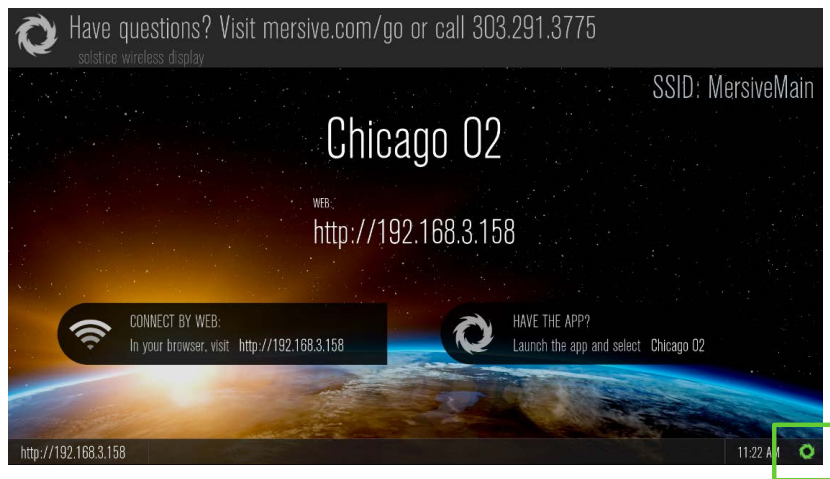 Have questions? Visit mersive.com/go or call 303.291.3775
solstice wireless display
SSID: MersiveMain
Chicago 02
WEB:
http://192.168.3.158
CONNECT BY WEB:
In your browser, visit http://192.168.3.158
HAVE THE APP?
Launch the app and select Chicago 02
http://192.168.3.158
11:22 AM